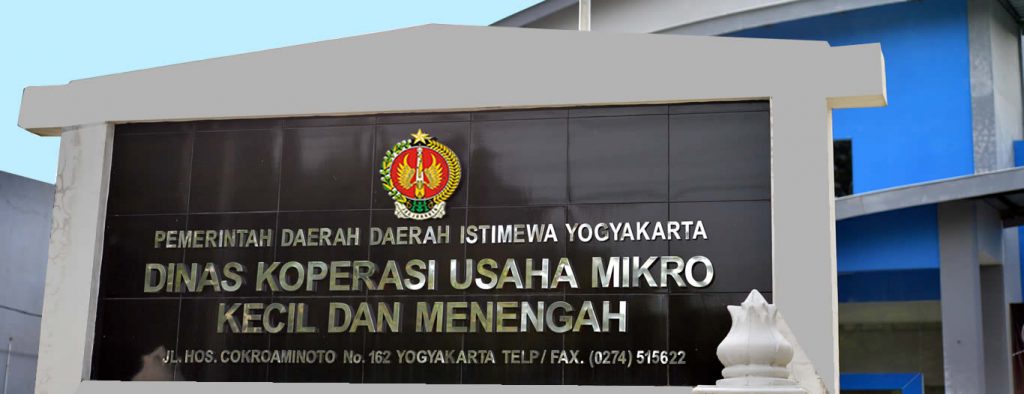 PEMERINTAH DAERAH DAERAH ISTIMEWA YOGYAKARTA
DINAS KOPERASI USAHA MIKRO
KECIL DAN MENENGAH
JL. HOS. COKROAMINOTO No. 162 YOGYAKARTA TELP/ FAX. (0274) 515622